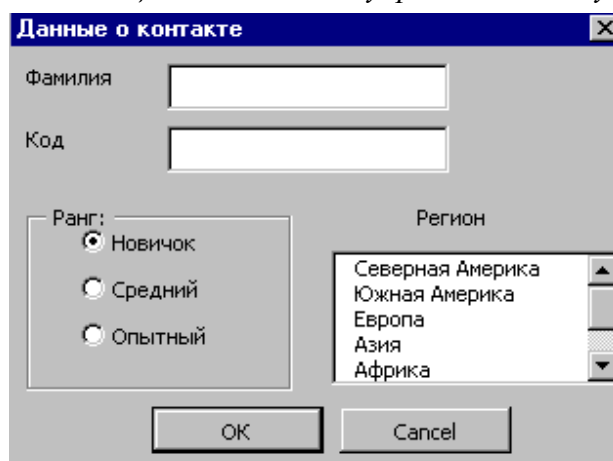 Данные о контакте
Фамилия
Код
Ранг:
Новичок
Средний
Опытный
Регион
Северная Америка
Южная Америка
Европа
Азия
Африка
OK
Cancel